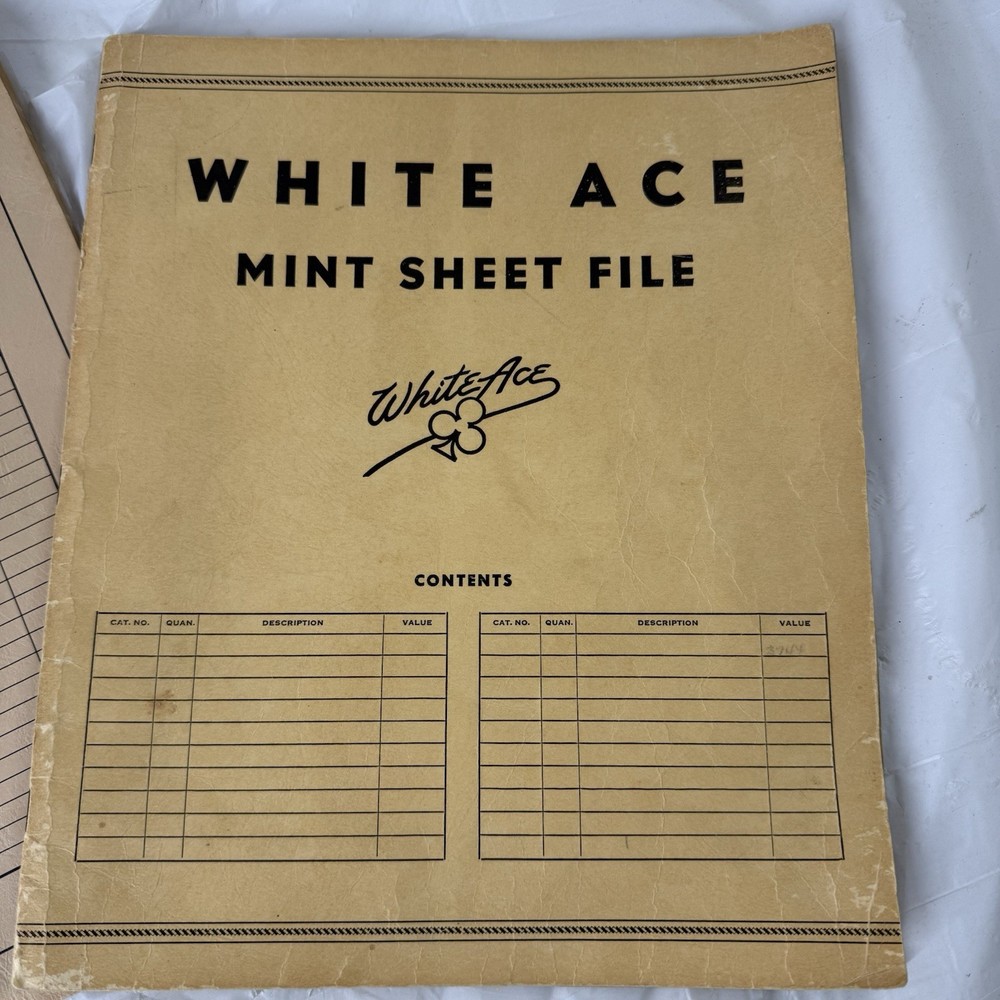 WHITE ACE
MINT SHEET FILE
White Ace
CONTENTS
CAT. NO. QUAN. DESCRIPTION VALUE
CAT. NO. QUAN. DESCRIPTION VALUE